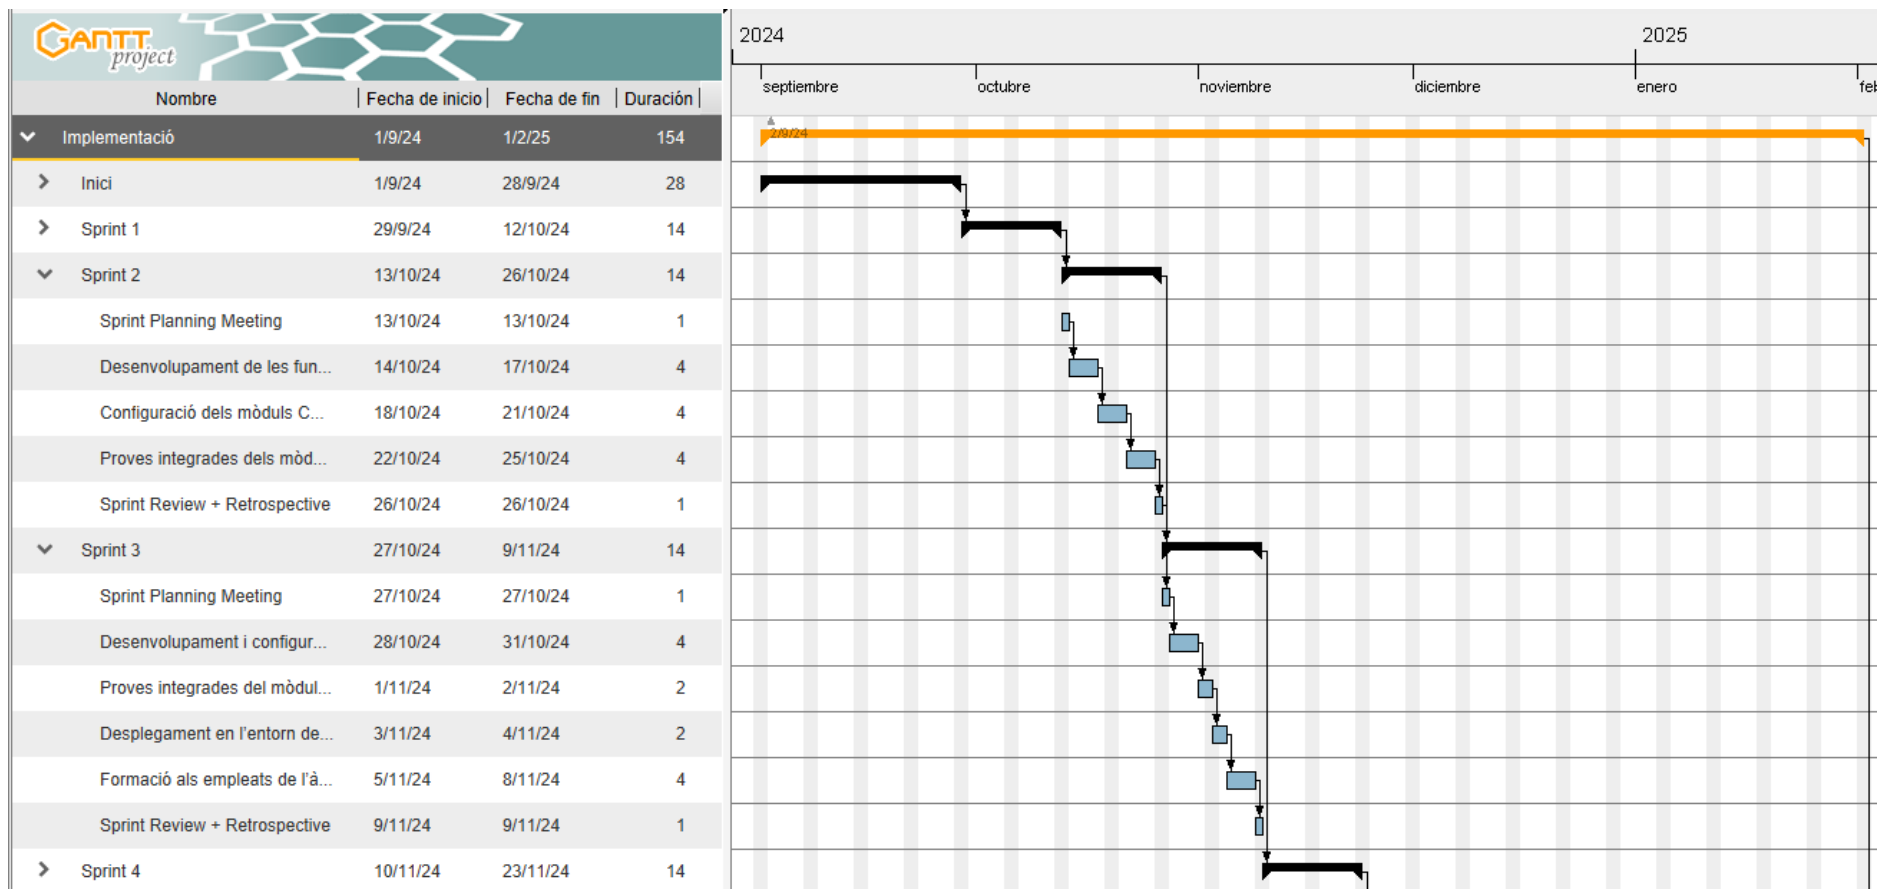 GANTT
project
2024 2025
septiembre octubre noviembre diciembre enero feb
Nombre Fecha de inicio Fecha de fin Duración
2/9/24
Implementació 1/9/24 1/2/25 154
Inici 1/9/24 28/9/24 28
Sprint 1 29/9/24 12/10/24 14
Sprint 2 13/10/24 26/10/24 14
Sprint Planning Meeting 13/10/24 13/10/24 1
Desenvolupament de les fun... 14/10/24 17/10/24 4
Configuració dels mòduls C... 18/10/24 21/10/24 4
Proves integrades dels mòd... 22/10/24 25/10/24 4
Sprint Review + Retrospective 26/10/24 26/10/24 1
Sprint 3 27/10/24 9/11/24 14
Sprint Planning Meeting 27/10/24 27/10/24 1
Desenvolupament i configur... 28/10/24 31/10/24 4
Proves integrades del mòdul... 1/11/24 2/11/24 2
Desplegament en l'entorn de... 3/11/24 4/11/24 2
Formació als empleats de l'à... 5/11/24 8/11/24 4
Sprint Review + Retrospective 9/11/24 9/11/24 1
Sprint 4 10/11/24 23/11/24 14